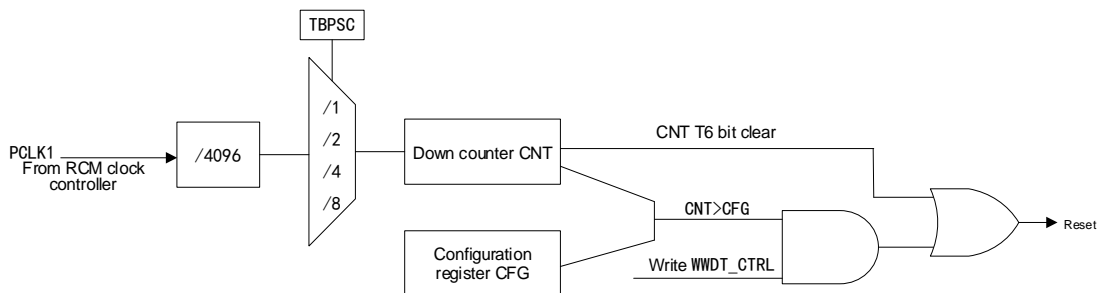 TBPSC
/1
/2
/4
/8
PCLK1
From RCM clock
controller
/4096
Down counter CNT
CNT T6 bit clear
CNT>CFG
Configuration
register CFG
Write WWDT_CTRL
Reset